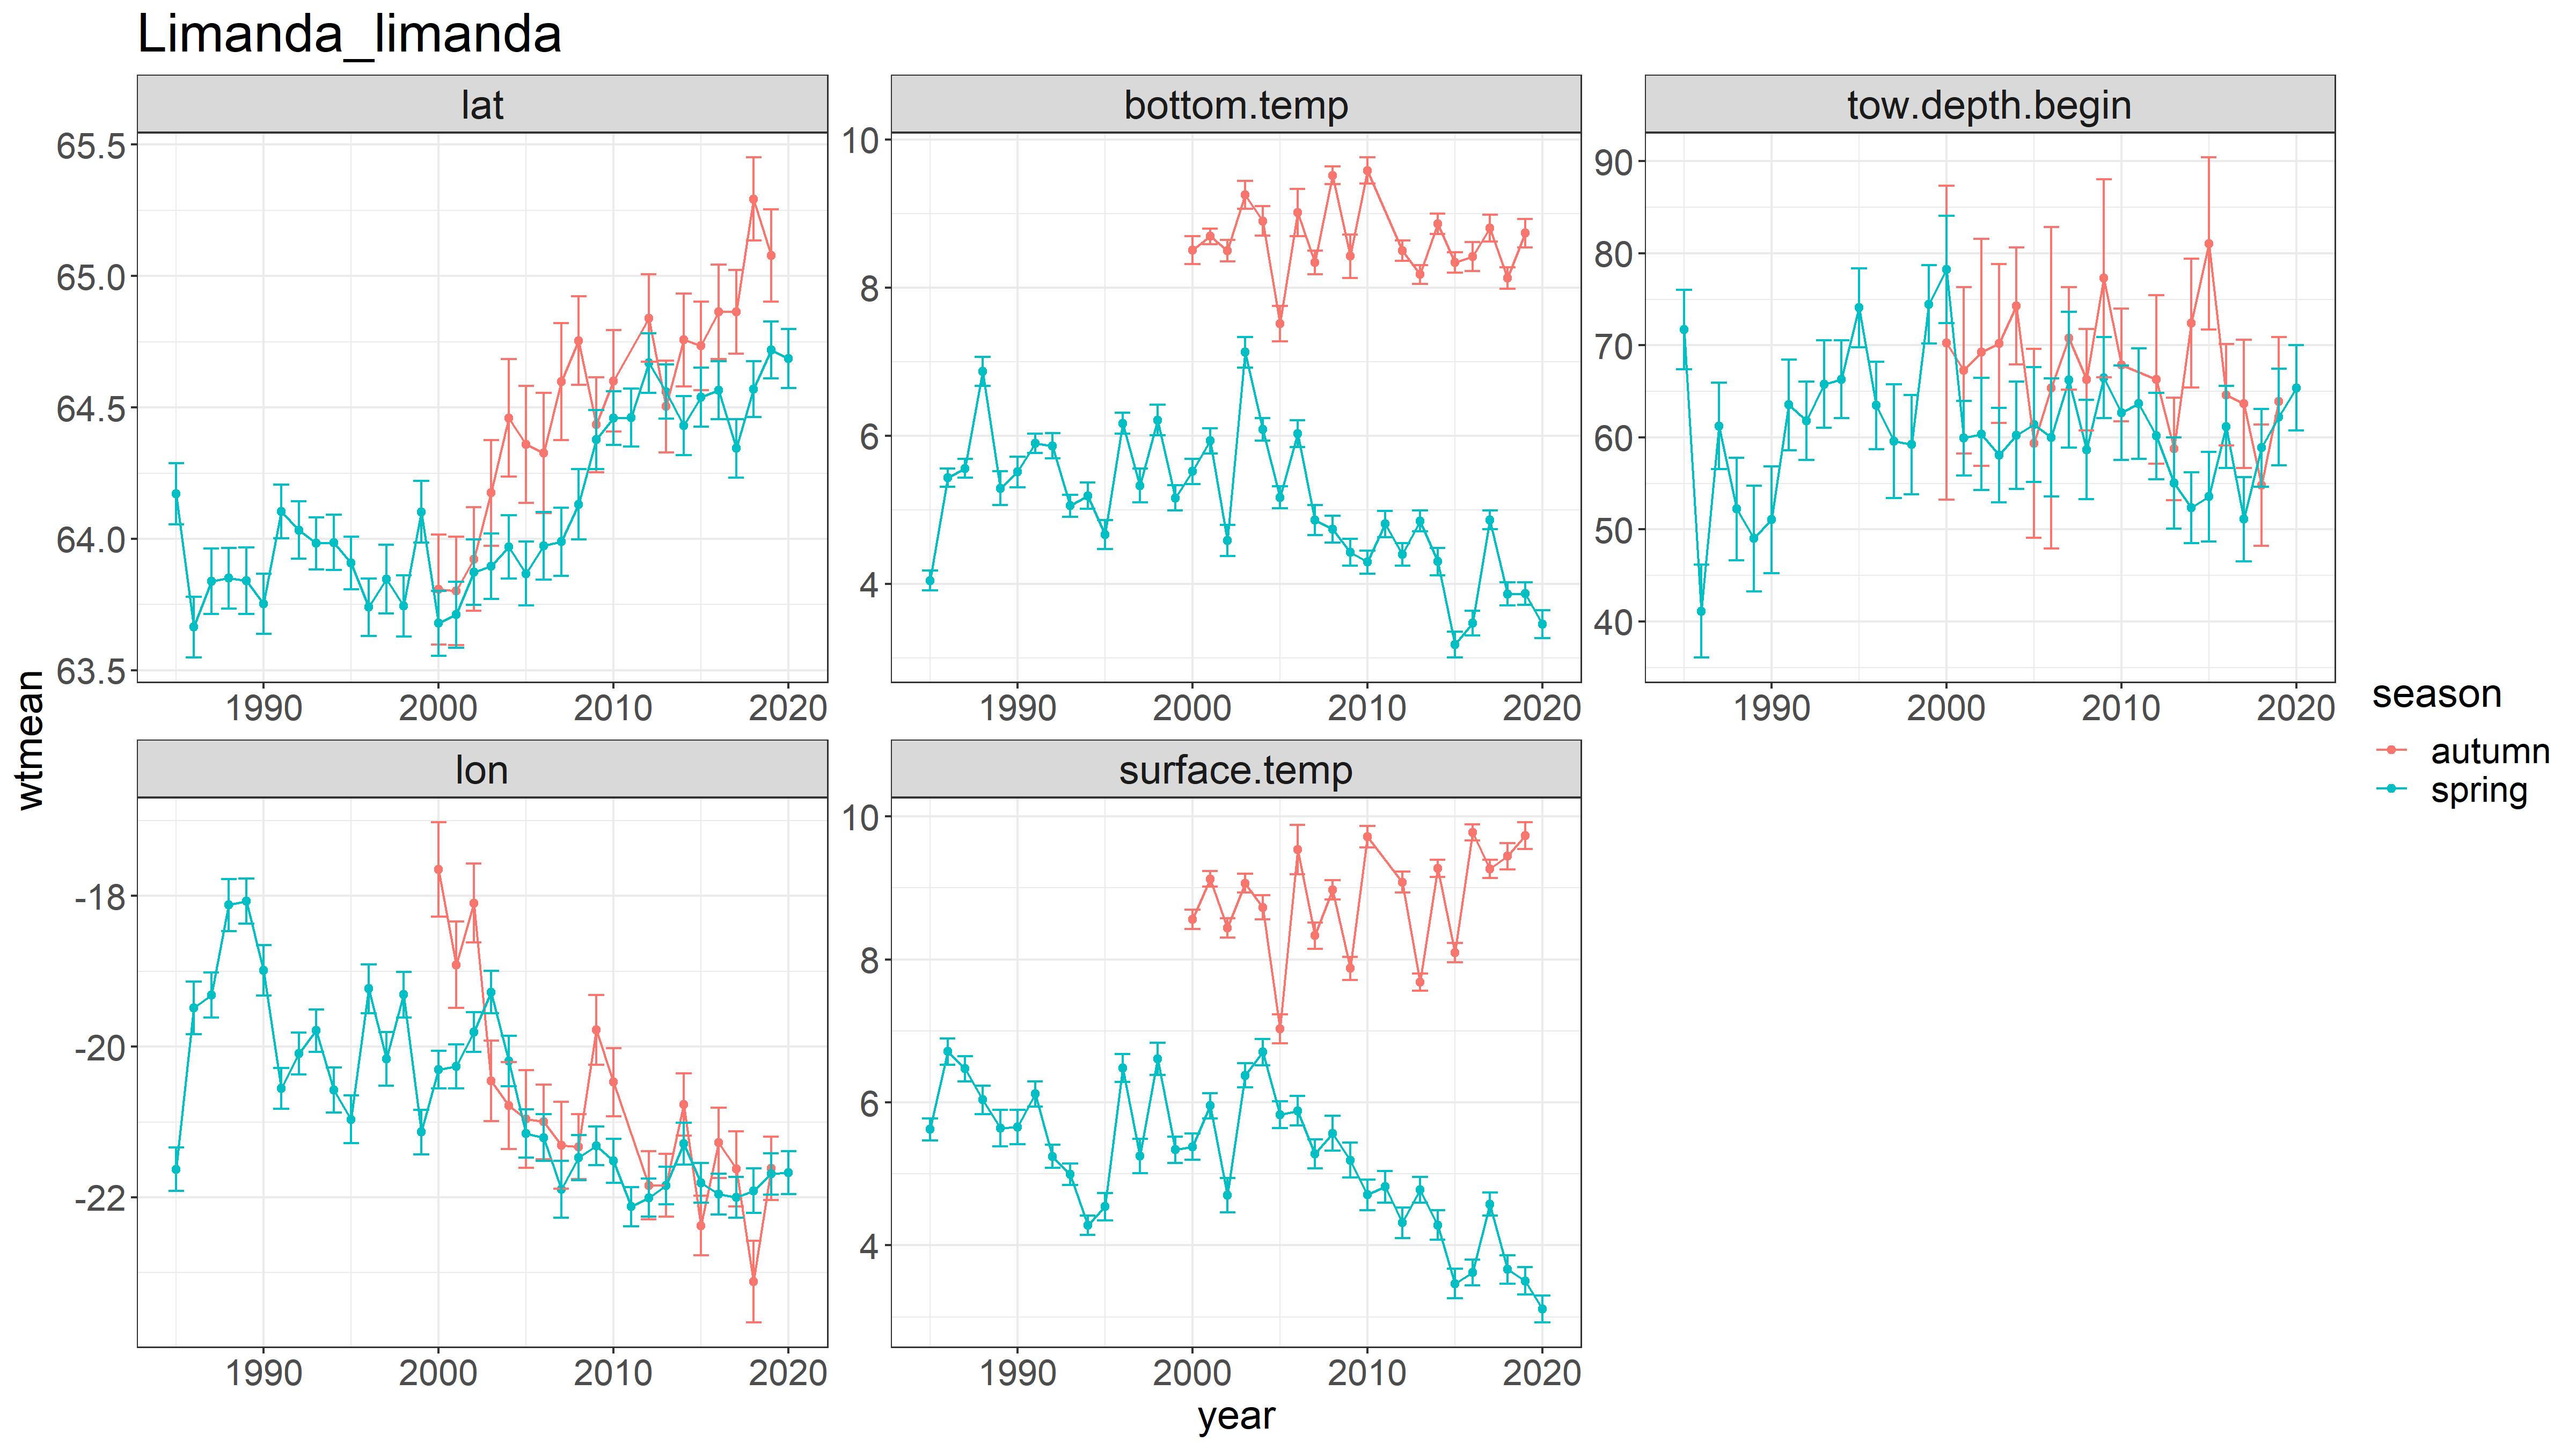 Limanda_limanda
lat
bottom.temp
tow.depth.begin
65.5
65.0
64.5
64.0
63.5
10
8
6
4
90
80
70
60
50
40
1990 2000 2010 2020
1990 2000 2010 2020
1990 2000 2010 2020
wtmean
season
autumn
spring
lon
surface.temp
-18
-20
-22
10
8
6
4
1990 2000 2010 2020
1990 2000 2010 2020
year